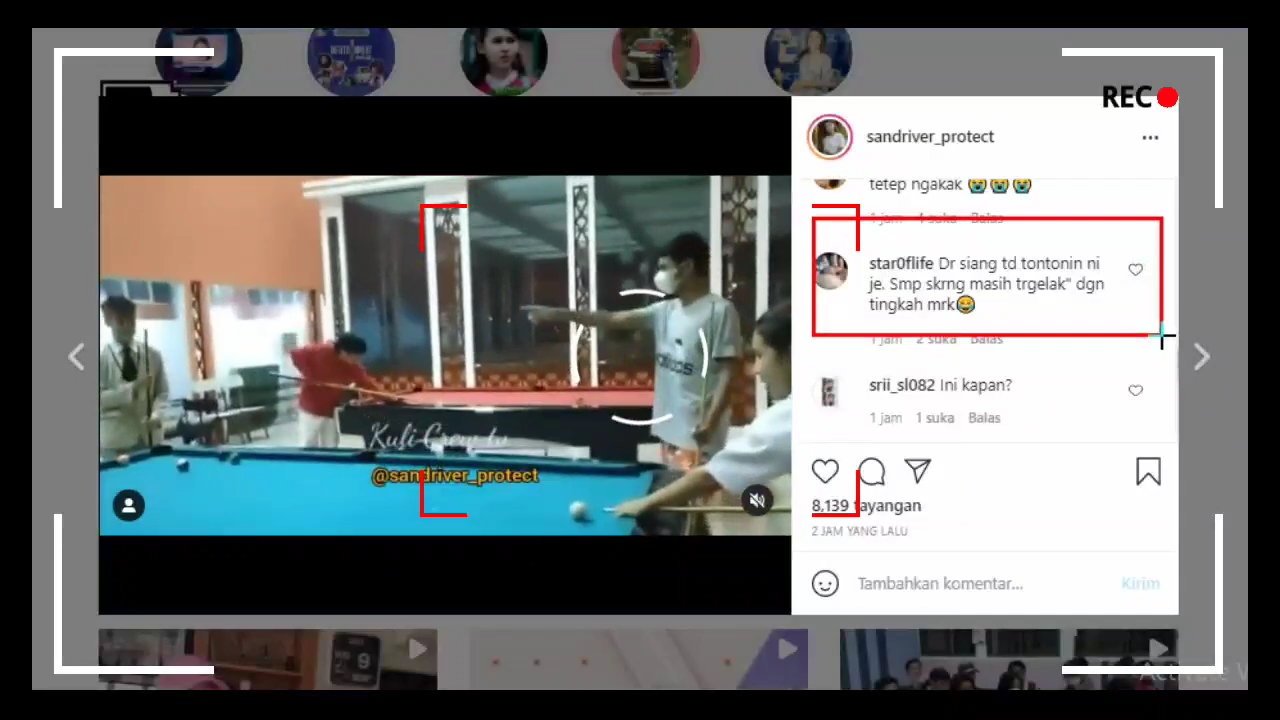 REC
sandriver_protect
tetep ngakak 😭😭😭
1 jam 4 suka Balas
star0flife Dr siang td tontonin ni
je. Smp skrng masih trgelak" dgn
tingkah mrk😂
1 jam 2 suka Balas
srii_sl082 Ini kapan?
1 jam 1 suka Balas
Kuli Crew tv
@sandriver_protect
8,139 tayangan
2 JAM YANG LALU
Tambahkan komentar... Kirim
9
Activate